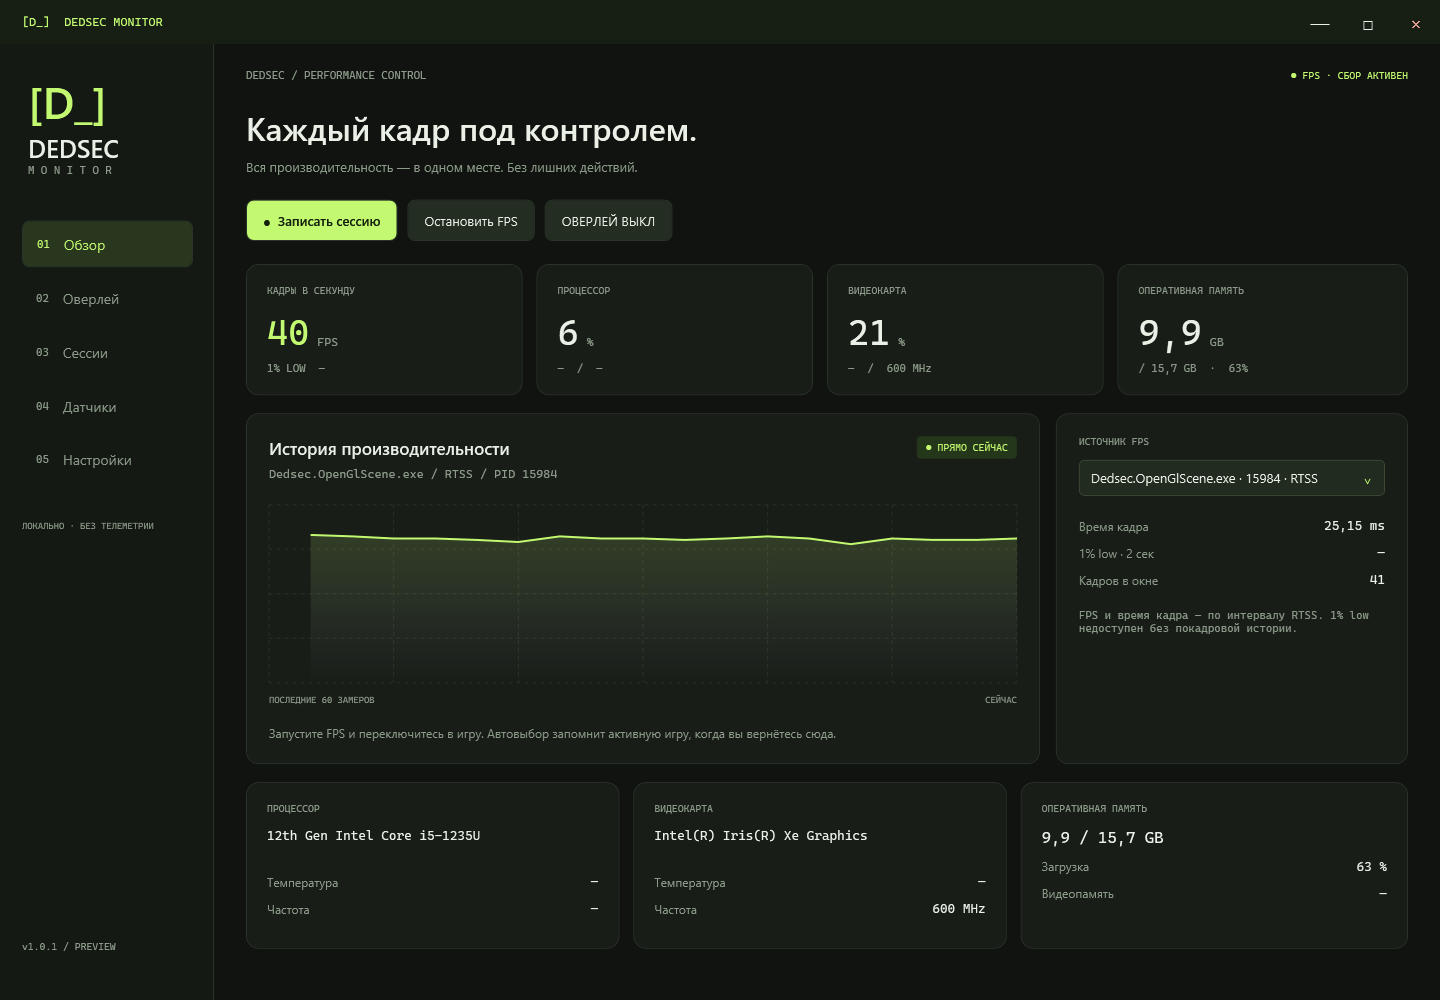 [D_] DEDSEC MONITOR
[D_]
DEDSEC
MONITOR
01 Обзор
02 Оверлей
03 Сессии
04 Датчики
05 Настройки
ЛОКАЛЬНО · БЕЗ ТЕЛЕМЕТРИИ
v1.0.1 / PREVIEW
DEDSEC / PERFORMANCE CONTROL
● FPS · СБОР АКТИВЕН
Каждый кадр под контролем.
Вся производительность — в одном месте. Без лишних действий.
● Записать сессию
Остановить FPS
ОВЕРЛЕЙ ВЫКЛ
КАДРЫ В СЕКУНДУ
40 FPS
1% LOW —
ПРОЦЕССОР
6 %
— / —
ВИДЕОКАРТА
21 %
— / 600 MHz
ОПЕРАТИВНАЯ ПАМЯТЬ
9,9 GB
/ 15,7 GB · 63%
История производительности
● ПРЯМО СЕЙЧАС
Dedsec.OpenGlScene.exe / RTSS / PID 15984
ПОСЛЕДНИЕ 60 ЗАМЕРОВ
СЕЙЧАС
Запустите FPS и переключитесь в игру. Автовыбор запомнит активную игру, когда вы вернётесь сюда.
ИСТОЧНИК FPS
Dedsec.OpenGlScene.exe · 15984 · RTSS
Время кадра 25,15 ms
1% low · 2 сек —
Кадров в окне 41
FPS и время кадра — по интервалу RTSS. 1% low
недоступен без покадровой истории.
ПРОЦЕССОР
12th Gen Intel Core i5-1235U
Температура —
Частота —
ВИДЕОКАРТА
Intel(R) Iris(R) Xe Graphics
Температура —
Частота 600 MHz
ОПЕРАТИВНАЯ ПАМЯТЬ
9,9 / 15,7 GB
Загрузка 63 %
Видеопамять —